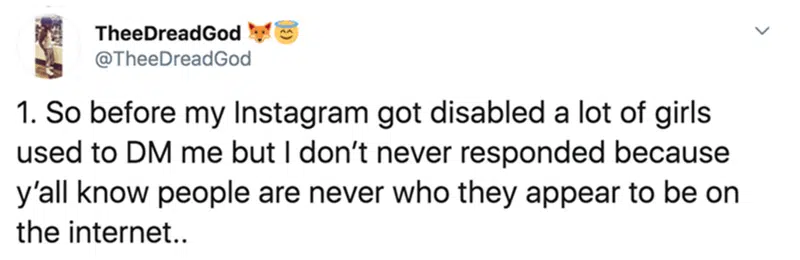 TheeDreadGod 🦊😇
@TheeDreadGod
1. So before my Instagram got disabled a lot of girls
used to DM me but I don't never responded because
y'all know people are never who they appear to be on
the internet..